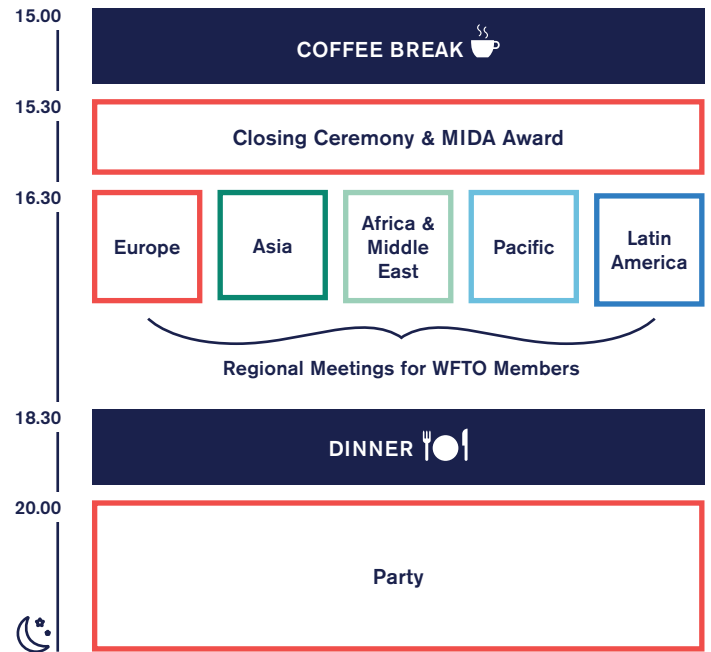 15.00
COFFEE BREAK
15.30
Closing Ceremony & MIDA Award
16.30
Europe
Asia
Africa &
Middle
East
Pacific
Latin
America
Regional Meetings for WFTO Members
18.30
DINNER
20.00
Party